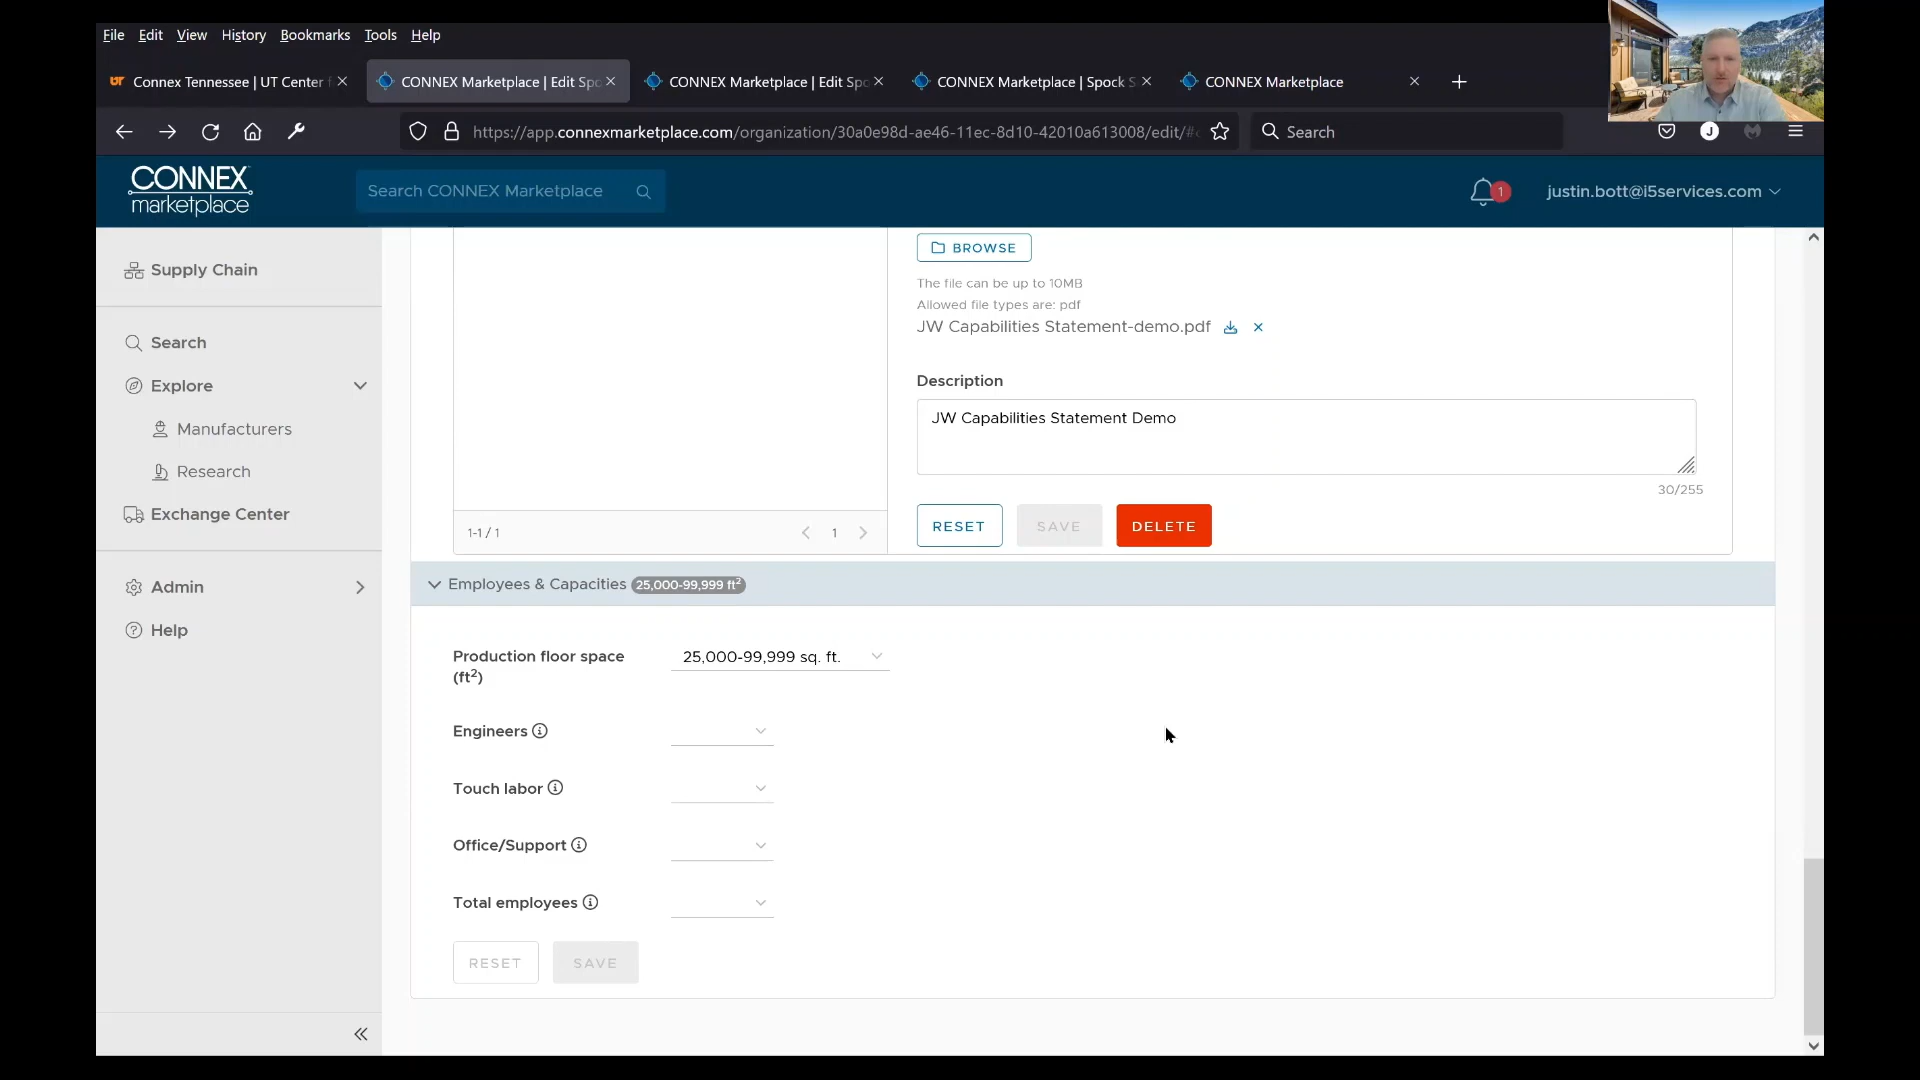 File Edit View History Bookmarks Tools Help
Connex Tennessee | UT Center f
CONNEX Marketplace | Edit Spo
CONNEX Marketplace | Edit Spo
CONNEX Marketplace | Spock S
CONNEX Marketplace
https://app.connexmarketplace.com/organization/30a0e98d-ae46-11ec-8d10-42010a613008/edit/#
Search
J
CONNEX
marketplace
Search CONNEX Marketplace
1
justin.bott@i5services.com
Supply Chain
Search
Explore
Manufacturers
Research
Exchange Center
Admin
Help
BROWSE
The file can be up to 10MB
Allowed file types are: pdf
JW Capabilities Statement-demo.pdf
Description
JW Capabilities Statement Demo
30/255
RESET SAVE DELETE
1-1 / 1
1
Employees & Capacities 25,000-99,999 ft²
Production floor space
(ft²)
25,000-99,999 sq. ft.
Engineers
Touch labor
Office/Support
Total employees
RESET SAVE